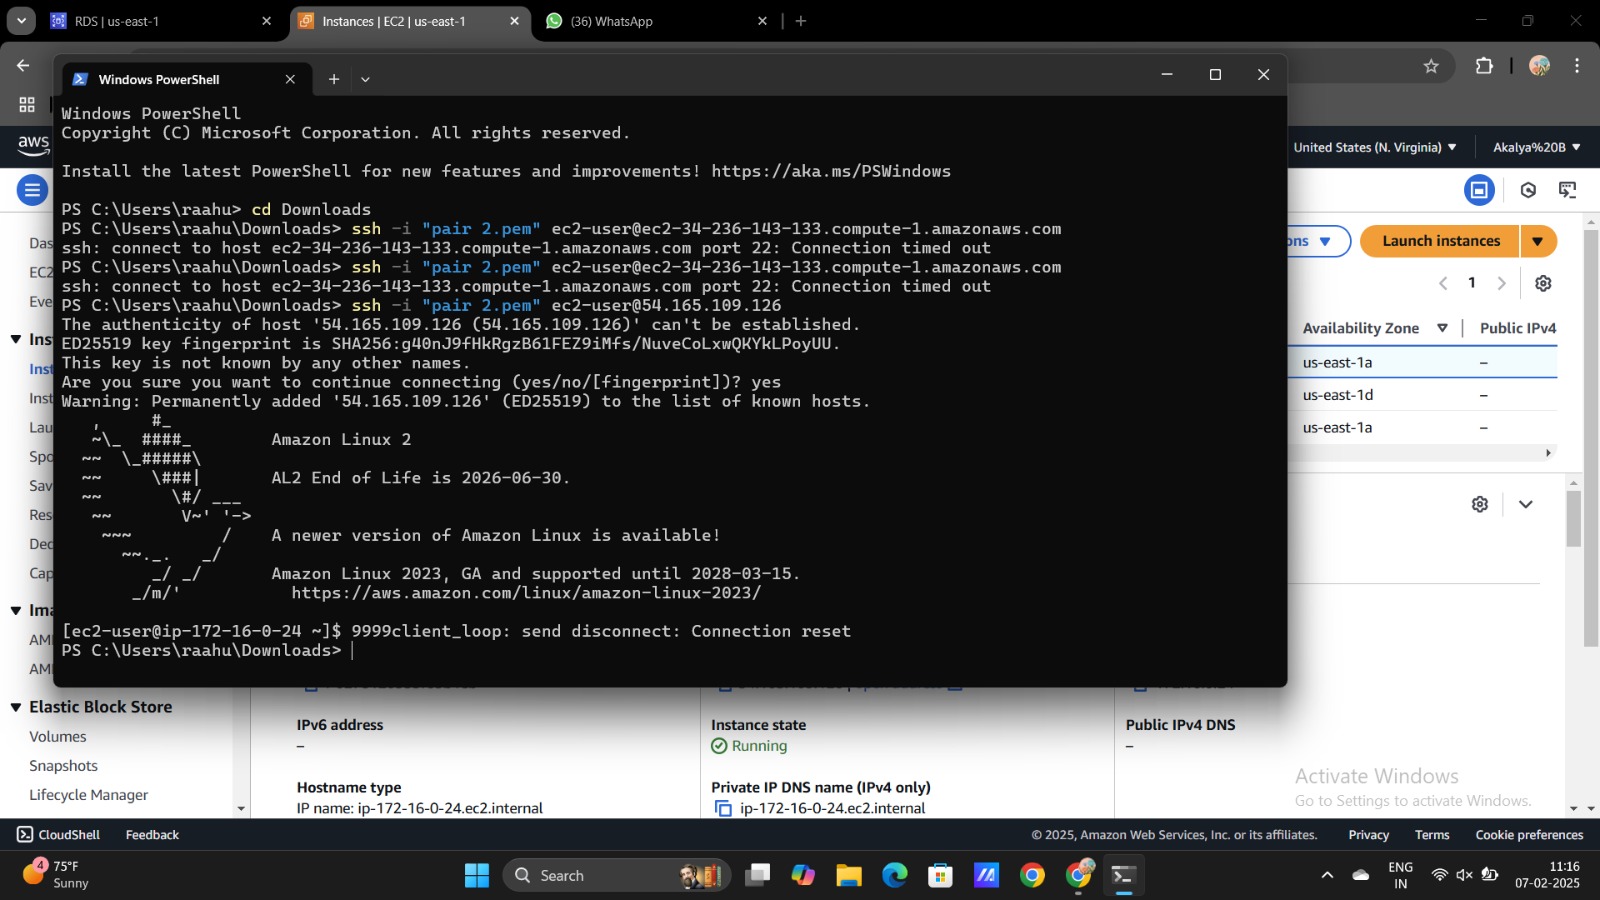 RDS | us-east-1
Instances | EC2 | us-east-1
(36) WhatsApp
Windows PowerShell
Windows PowerShell
Copyright (C) Microsoft Corporation. All rights reserved.
Install the latest PowerShell for new features and improvements! https://aka.ms/PSWindows
PS C:\Users\raahu> cd Downloads
PS C:\Users\raahu\Downloads> ssh -i "pair 2.pem" ec2-user@ec2-34-236-143-133.compute-1.amazonaws.com
ssh: connect to host ec2-34-236-143-133.compute-1.amazonaws.com port 22: Connection timed out
PS C:\Users\raahu\Downloads> ssh -i "pair 2.pem" ec2-user@ec2-34-236-143-133.compute-1.amazonaws.com
ssh: connect to host ec2-34-236-143-133.compute-1.amazonaws.com port 22: Connection timed out
PS C:\Users\raahu\Downloads> ssh -i "pair 2.pem" ec2-user@54.165.109.126
The authenticity of host '54.165.109.126 (54.165.109.126)' can't be established.
ED25519 key fingerprint is SHA256:g40nJ9fHkRgzB61FEZ9iMfs/NuveCoLxwQKYkLPoyUU.
This key is not known by any other names.
Are you sure you want to continue connecting (yes/no/[fingerprint])? yes
Warning: Permanently added '54.165.109.126' (ED25519) to the list of known hosts.
   ,     #_
   ~\_  ####_        Amazon Linux 2
  ~~  \_#####\
  ~~     \###|       AL2 End of Life is 2026-06-30.
  ~~       \#/ ___
   ~~       V~' '->
    ~~~         /    A newer version of Amazon Linux is available!
      ~~._.   _/
         _/ _/       Amazon Linux 2023, GA and supported until 2028-03-15.
       _/m/'           https://aws.amazon.com/linux/amazon-linux-2023/
[ec2-user@ip-172-16-0-24 ~]$ 9999client_loop: send disconnect: Connection reset
PS C:\Users\raahu\Downloads>
aws
United States (N. Virginia)
Akalya%20B
ons
Launch instances
1
Availability Zone
Public IPv4
us-east-1a
–
us-east-1d
–
us-east-1a
–
Das
EC2
Eve
Ins
Inst
Inst
Lau
Spo
Sav
Res
Ded
Cap
Ima
AMI
AMI
Elastic Block Store
Volumes
Snapshots
Lifecycle Manager
IPv6 address
–
Instance state
Running
Public IPv4 DNS
–
Hostname type
IP name: ip-172-16-0-24.ec2.internal
Private IP DNS name (IPv4 only)
ip-172-16-0-24.ec2.internal
Activate Windows
Go to Settings to activate Windows.
CloudShell
Feedback
© 2025, Amazon Web Services, Inc. or its affiliates.
Privacy
Terms
Cookie preferences
4
75°F
Sunny
Search
ENG
IN
11:16
07-02-2025